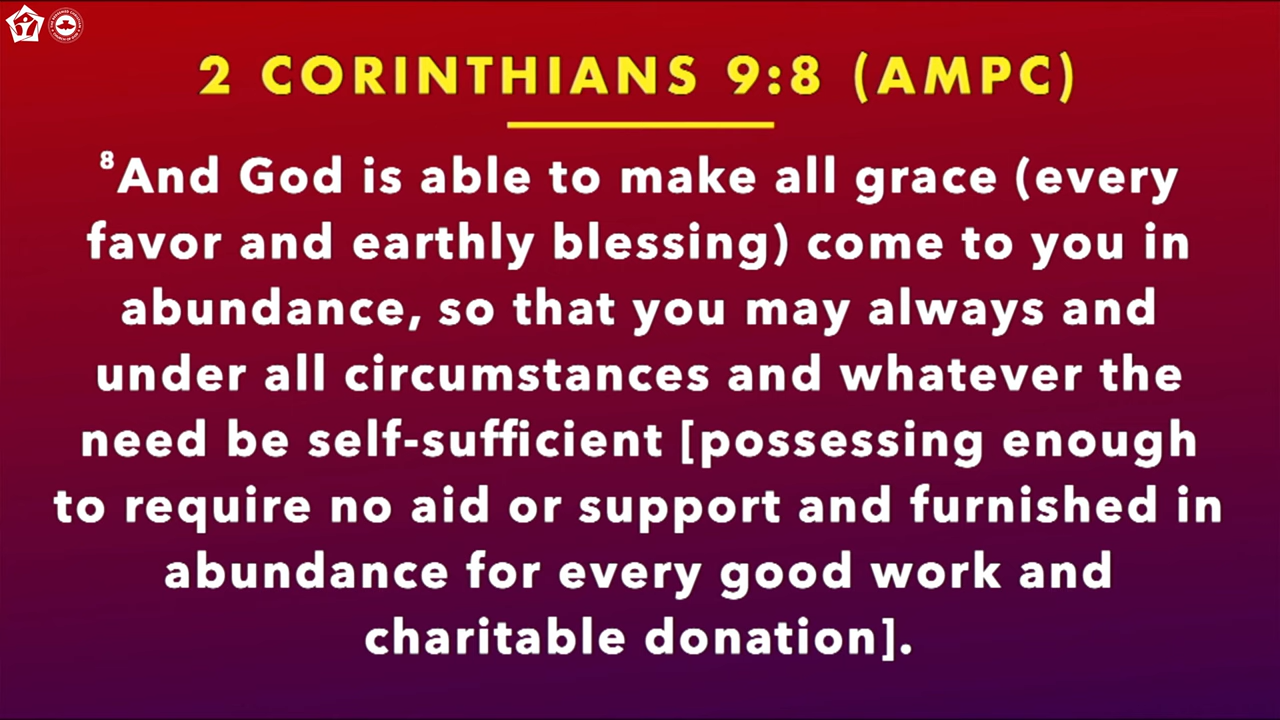 2 CORINTHIANS 9:8 (AMPC)
⁸And God is able to make all grace (every
favor and earthly blessing) come to you in
abundance, so that you may always and
under all circumstances and whatever the
need be self-sufficient [possessing enough
to require no aid or support and furnished in
abundance for every good work and
charitable donation].